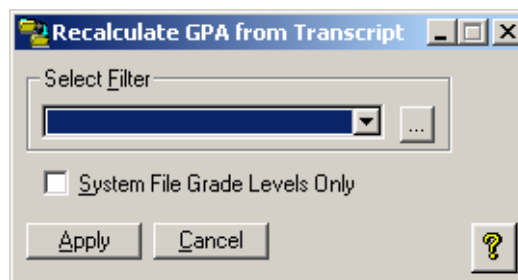 Recalculate GPA from Transcript
Select Filter
...
System File Grade Levels Only
Apply Cancel
?